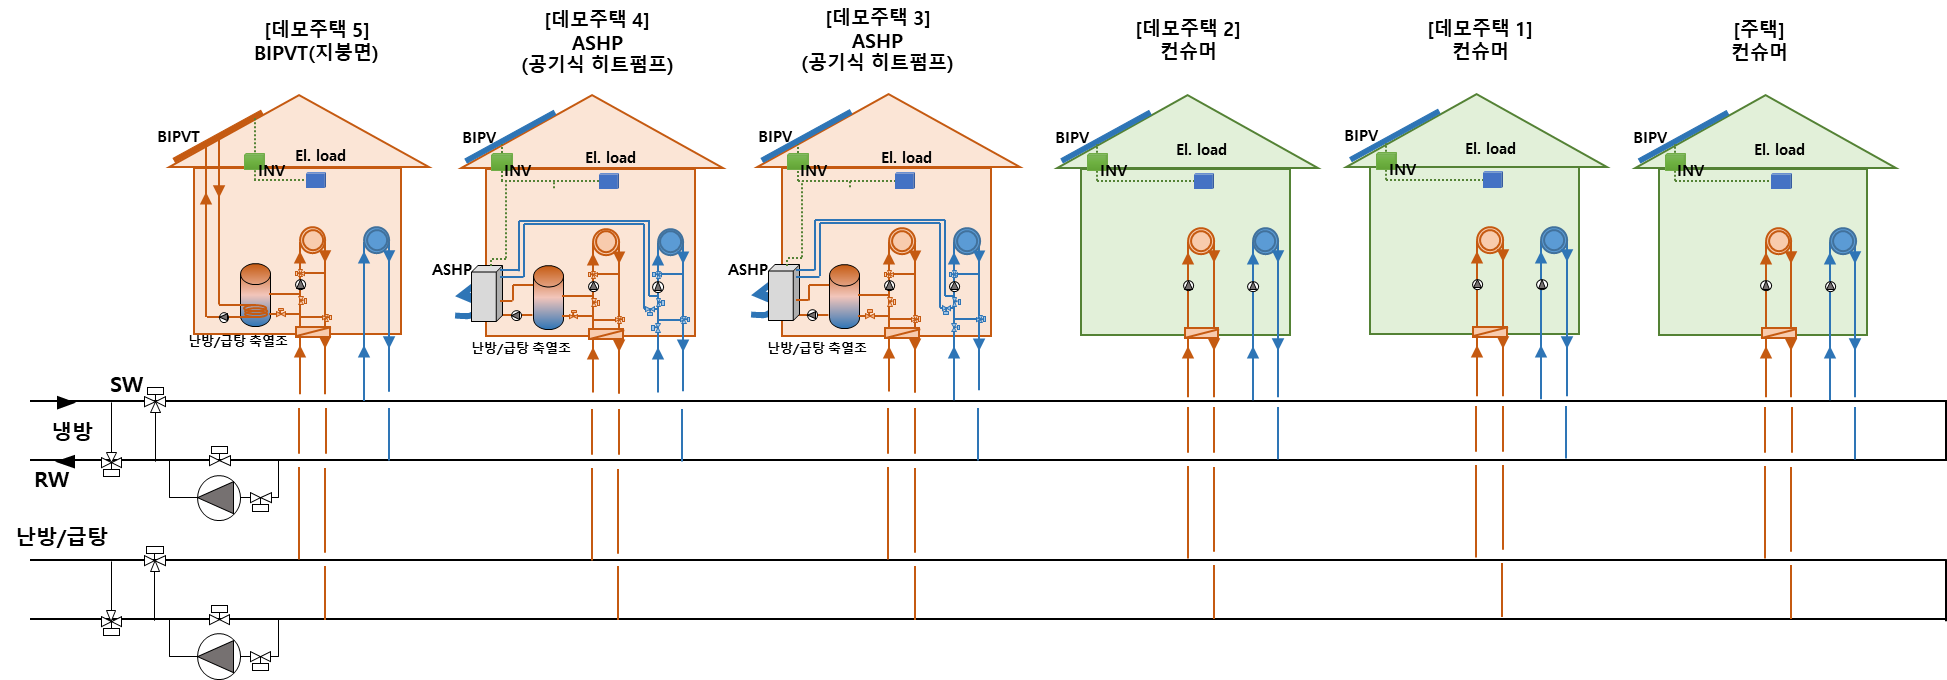 [데모주택 5]
BIPVT(지붕면)
[데모주택 4]
ASHP
(공기식 히트펌프)
[데모주택 3]
ASHP
(공기식 히트펌프)
[데모주택 2]
컨슈머
[데모주택 1]
컨슈머
[주택]
컨슈머
BIPVT
El. load
INV
난방/급탕 축열조
BIPV
El. load
INV
ASHP
난방/급탕 축열조
BIPV
El. load
INV
ASHP
난방/급탕 축열조
BIPV
El. load
INV
BIPV
El. load
INV
BIPV
El. load
INV
SW
냉방
RW
난방/급탕